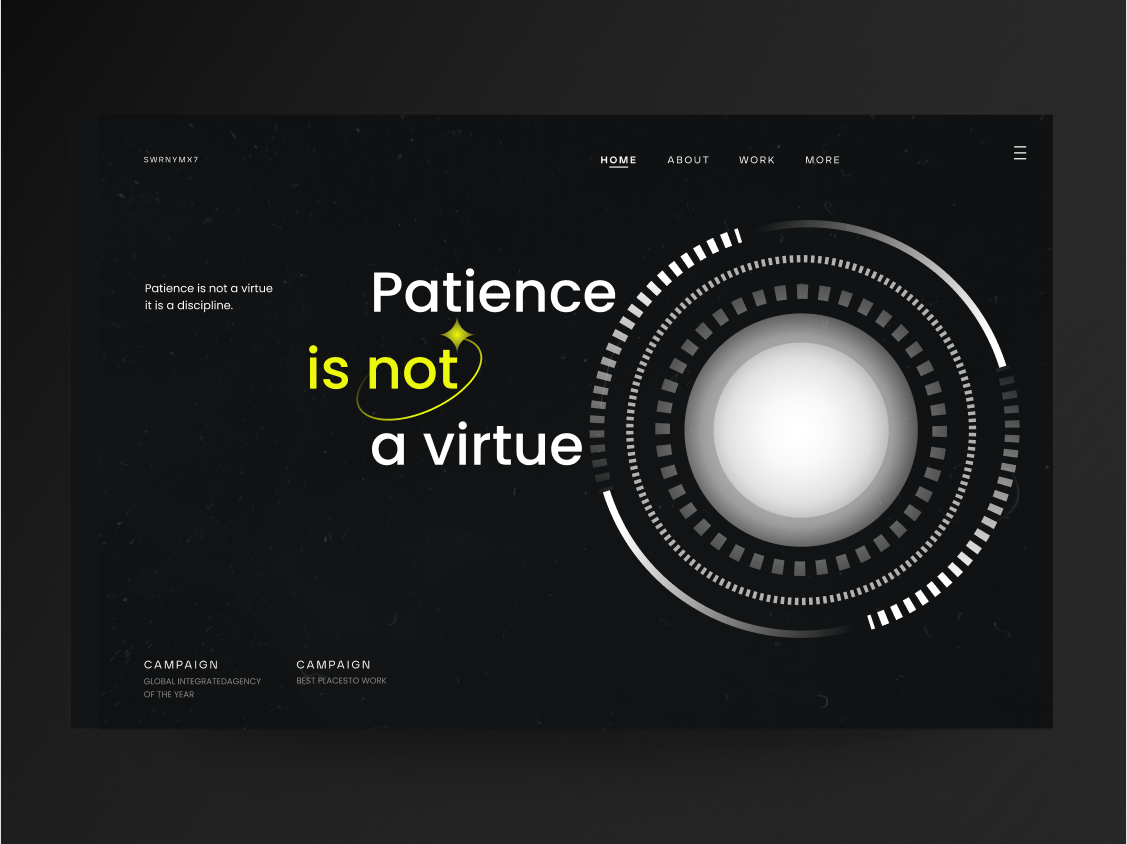 SWRNYMX7
HOME ABOUT WORK MORE
Patience is not a virtue
it is a discipline.
Patience
is not
a virtue
CAMPAIGN
GLOBAL INTEGRATEDAGENCY
OF THE YEAR
CAMPAIGN
BEST PLACESTO WORK